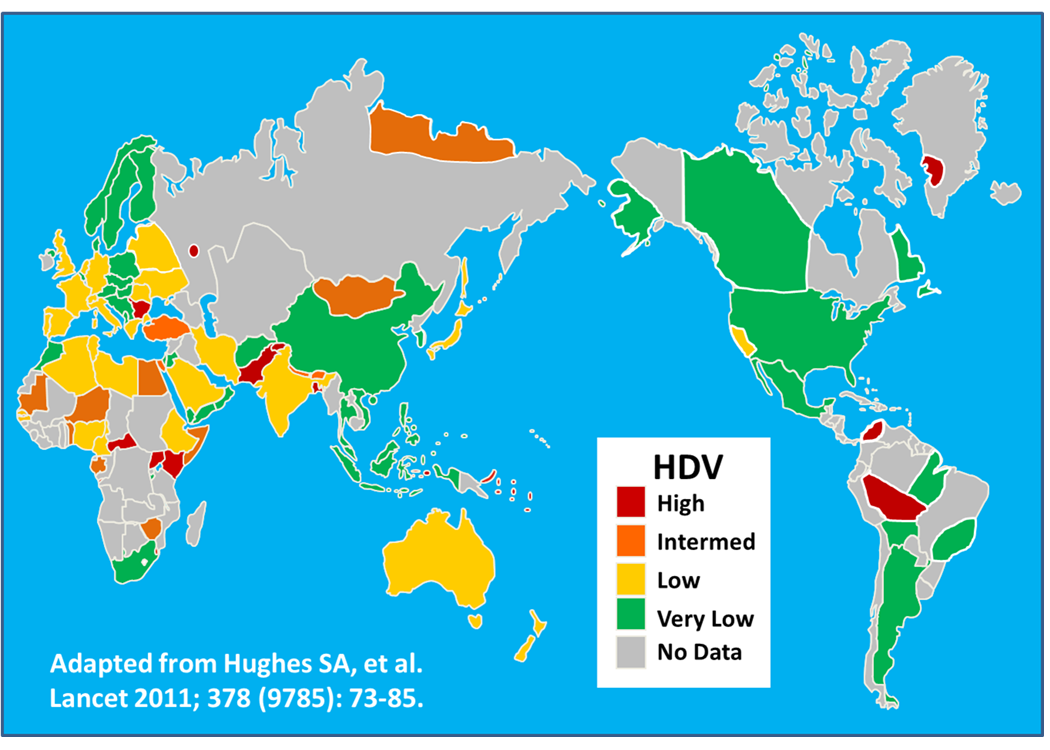 HDV
High
Intermed
Low
Very Low
No Data
Adapted from Hughes SA, et al.
Lancet 2011; 378 (9785): 73-85.